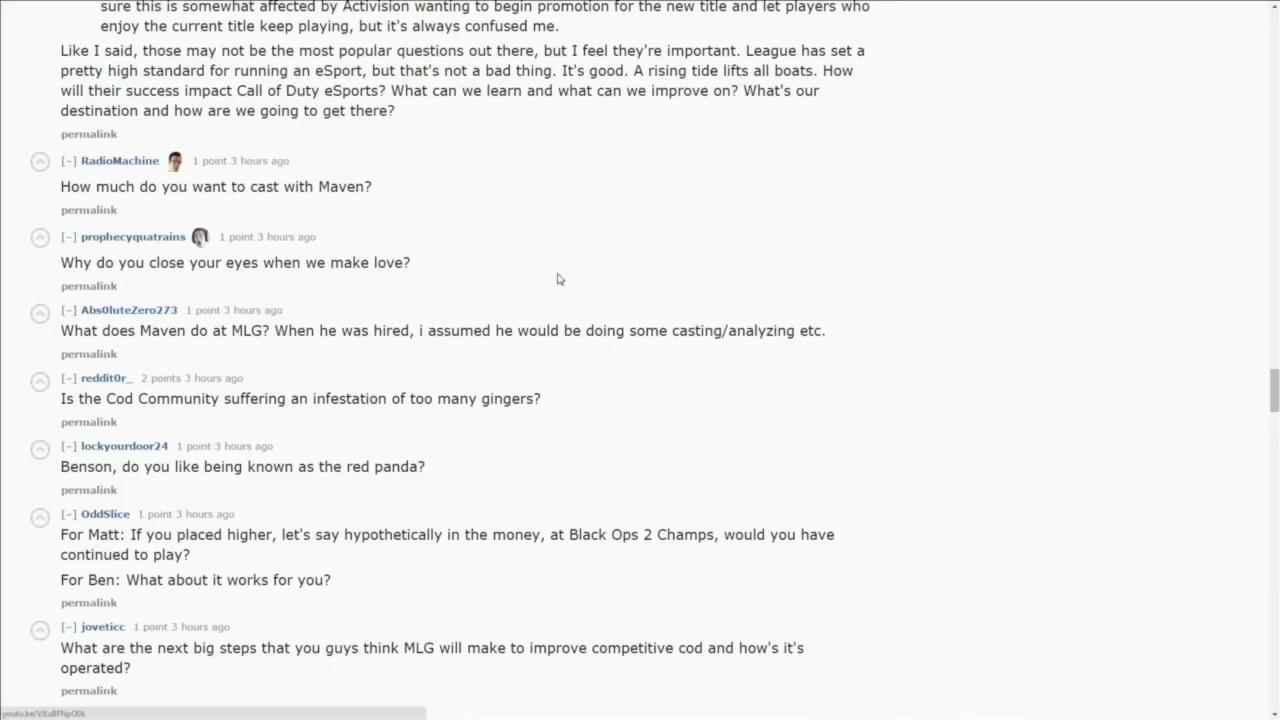 sure this is somewhat affected by Activision wanting to begin promotion for the new title and let players who
enjoy the current title keep playing, but it's always confused me.
Like I said, those may not be the most popular questions out there, but I feel they're important. League has set a
pretty high standard for running an eSport, but that's not a bad thing. It's good. A rising tide lifts all boats. How
will their success impact Call of Duty eSports? What can we learn and what can we improve on? What's our
destination and how are we going to get there?
permalink
[-] RadioMachine 1 point 3 hours ago
How much do you want to cast with Maven?
permalink
[-] prophecyquatrains 1 point 3 hours ago
Why do you close your eyes when we make love?
permalink
[-] Abs0luteZero273 1 point 3 hours ago
What does Maven do at MLG? When he was hired, i assumed he would be doing some casting/analyzing etc.
permalink
[-] reddit0r_ 2 points 3 hours ago
Is the Cod Community suffering an infestation of too many gingers?
permalink
[-] lockyourdoor24 1 point 3 hours ago
Benson, do you like being known as the red panda?
permalink
[-] OddSlice 1 point 3 hours ago
For Matt: If you placed higher, let's say hypothetically in the money, at Black Ops 2 Champs, would you have
continued to play?
For Ben: What about it works for you?
permalink
[-] joveticc 1 point 3 hours ago
What are the next big steps that you guys think MLG will make to improve competitive cod and how's it's
operated?
permalink